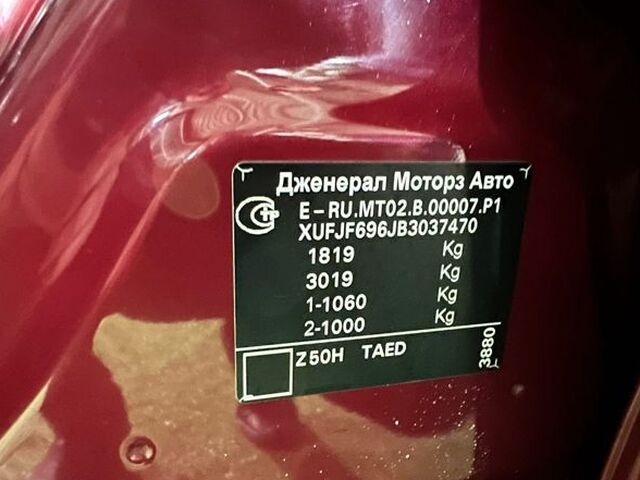 Дженерал Моторз Авто
E-RU.MT02.B.00007.P1
XUFJF696JB3037470
1819 Kg
3019 Kg
1-1060 Kg
2-1000 Kg
Z50H TAED
3880